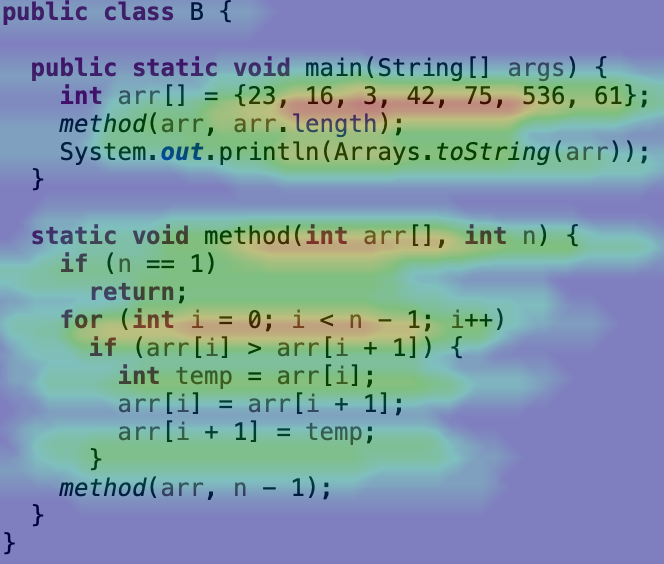 public class B {
public static void main(String[] args) {
int arr[] = {23, 16, 3, 42, 75, 536, 61};
method(arr, arr.length);
System.out.println(Arrays.toString(arr));
}
static void method(int arr[], int n) {
if (n == 1)
return;
for (int i = 0; i < n - 1; i++)
if (arr[i] > arr[i + 1]) {
int temp = arr[i];
arr[i] = arr[i + 1];
arr[i + 1] = temp;
}
method(arr, n - 1);
}
}